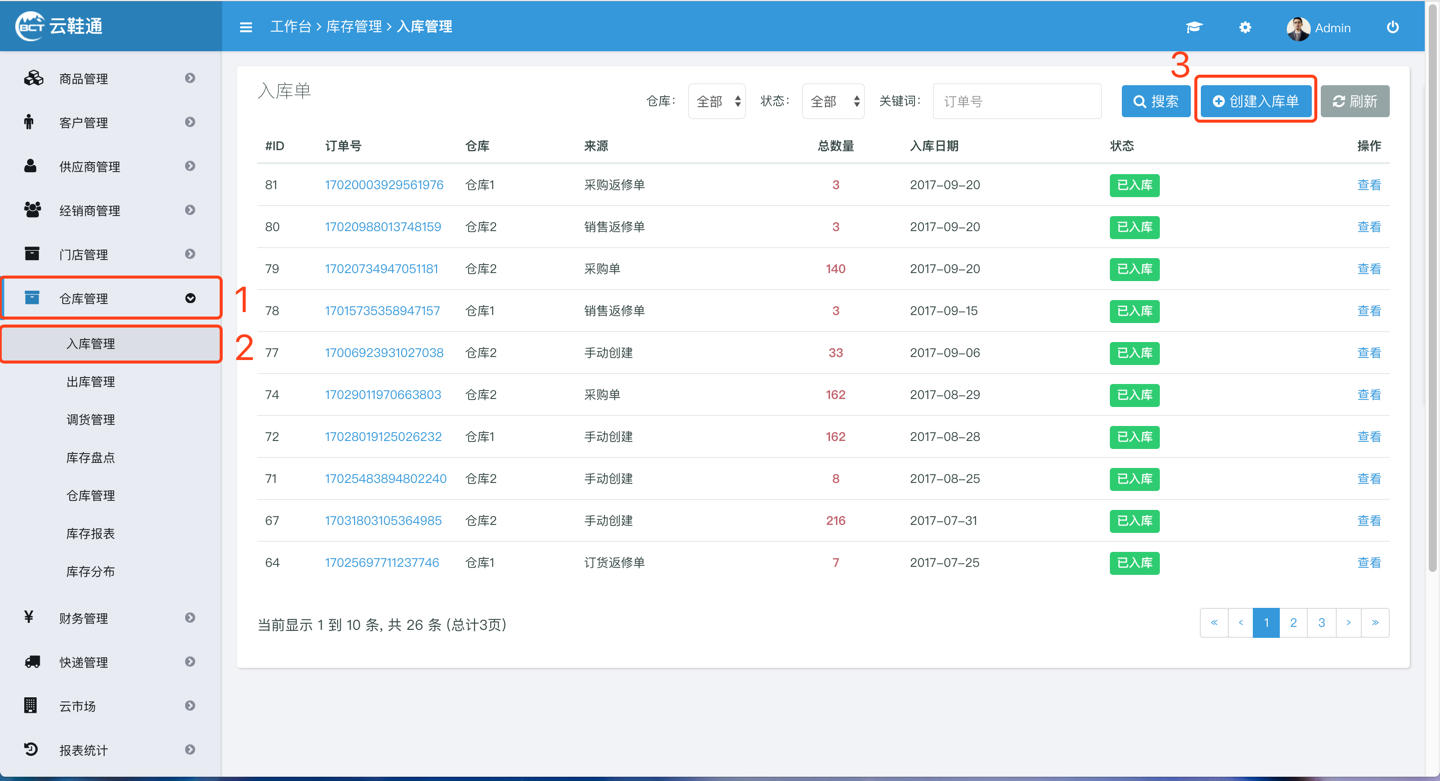 BCT 云鞋通
工作台 > 库存管理 > 入库管理
Admin
商品管理
客户管理
供应商管理
经销商管理
门店管理
仓库管理
1
入库管理
2
出库管理
调货管理
库存盘点
仓库管理
库存报表
库存分布
¥ 财务管理
快递管理
云市场
报表统计
3
入库单
仓库: 全部 状态: 全部 关键词: 订单号 搜索 创建入库单 刷新
#ID 订单号 仓库 来源 总数量 入库日期 状态 操作
81 17020003929561976 仓库1 采购返修单 3 2017-09-20 已入库 查看
80 17020988013748159 仓库2 销售返修单 3 2017-09-20 已入库 查看
79 17020734947051181 仓库2 采购单 140 2017-09-20 已入库 查看
78 17015735358947157 仓库1 销售返修单 3 2017-09-15 已入库 查看
77 17006923931027038 仓库2 手动创建 33 2017-09-06 已入库 查看
74 17029011970663803 仓库2 采购单 162 2017-08-29 已入库 查看
72 17028019125026232 仓库1 手动创建 162 2017-08-28 已入库 查看
71 17025483894802240 仓库2 手动创建 8 2017-08-25 已入库 查看
67 17031803105364985 仓库2 手动创建 216 2017-07-31 已入库 查看
64 17025697711237746 仓库1 订货返修单 7 2017-07-25 已入库 查看
当前显示 1 到 10 条, 共 26 条 (总计3页)
« ‹ 1 2 3 › »